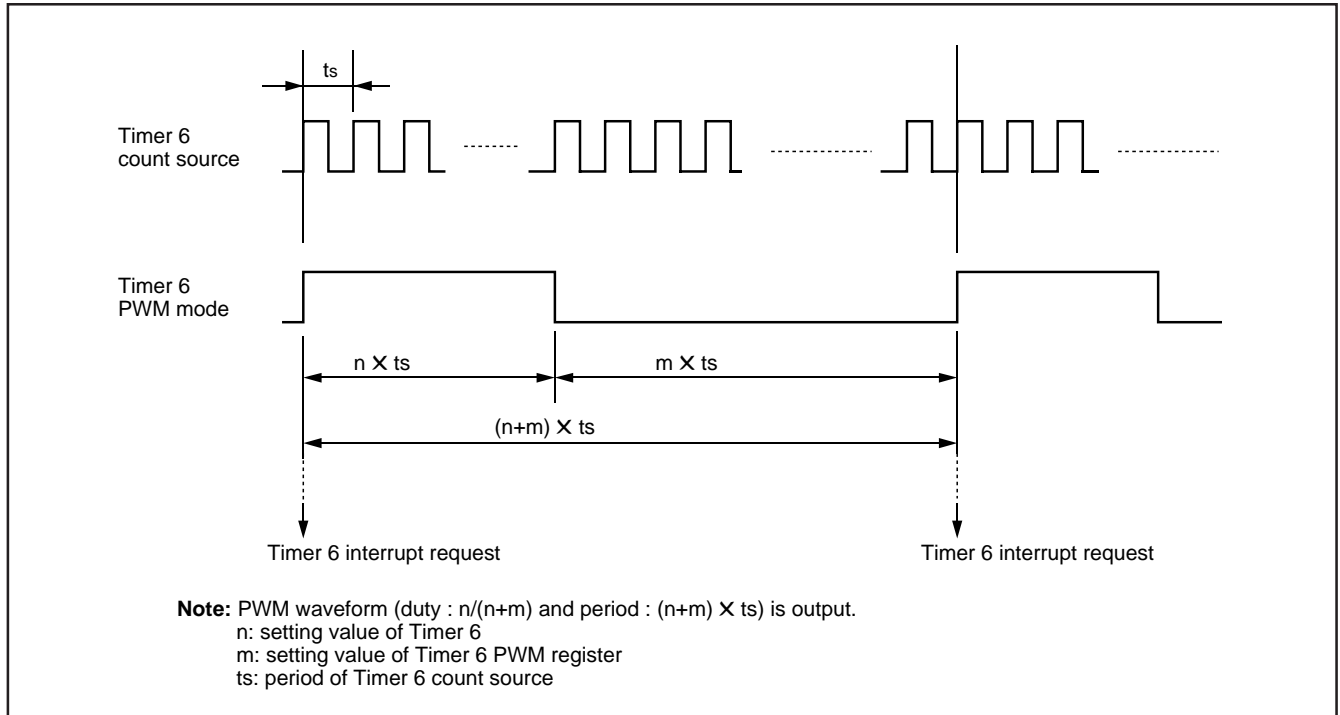 ts
Timer 6
count source
Timer 6
PWM mode
n ✕ ts
m ✕ ts
(n+m) ✕ ts
Timer 6 interrupt request
Timer 6 interrupt request
Note: PWM waveform (duty : n/(n+m) and period : (n+m) ✕ ts) is output.
n: setting value of Timer 6
m: setting value of Timer 6 PWM register
ts: period of Timer 6 count source